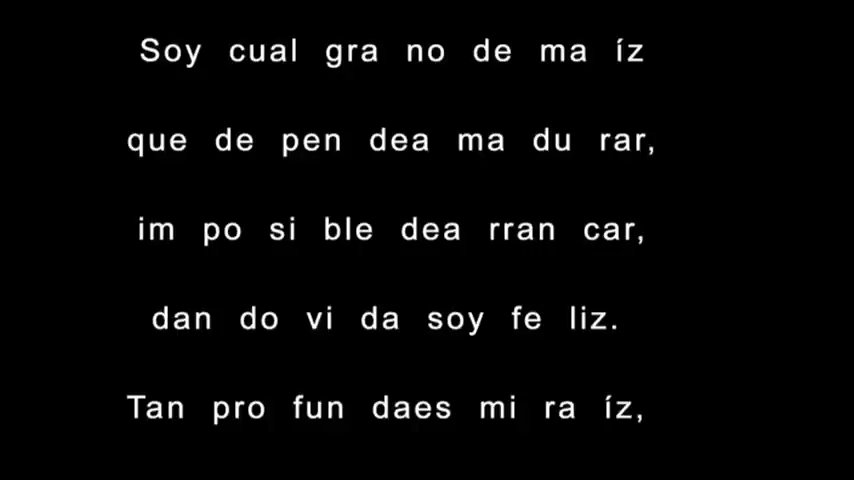 Soy cual gra no de ma íz
que de pen dea ma du rar,
im po si ble dea rran car,
dan do vi da soy fe liz.
Tan pro fun daes mi ra íz,